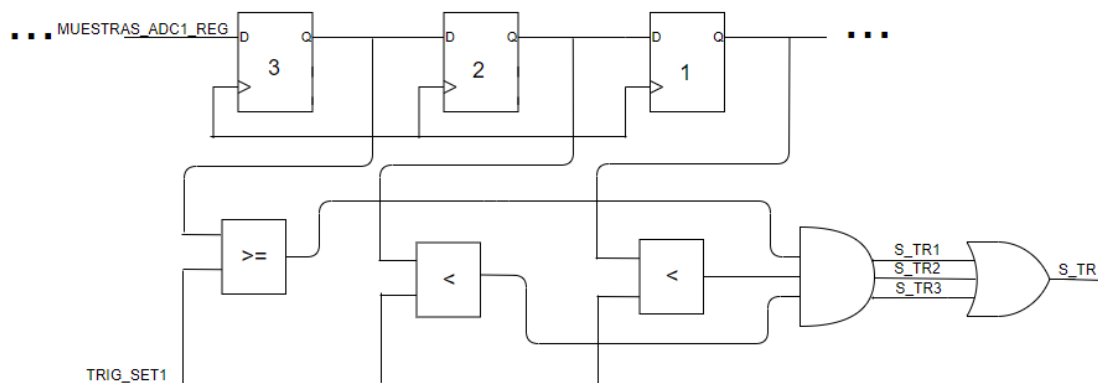 MUESTRAS_ADC1_REG
D Q
3
D Q
2
D Q
1
>=
<
<
S_TR1
S_TR2
S_TR3
S_TR
TRIG_SET1